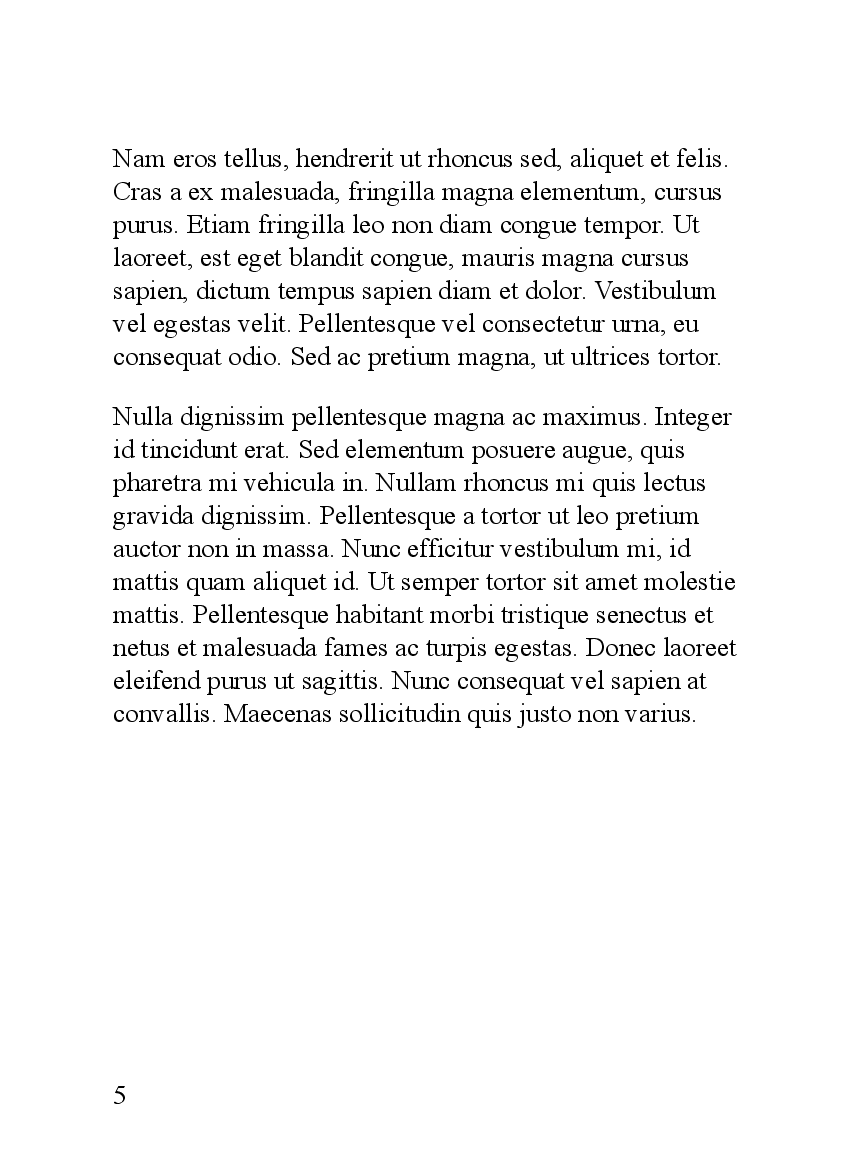 Nam eros tellus, hendrerit ut rhoncus sed, aliquet et felis.
Cras a ex malesuada, fringilla magna elementum, cursus
purus. Etiam fringilla leo non diam congue tempor. Ut
laoreet, est eget blandit congue, mauris magna cursus
sapien, dictum tempus sapien diam et dolor. Vestibulum
vel egestas velit. Pellentesque vel consectetur urna, eu
consequat odio. Sed ac pretium magna, ut ultrices tortor.
Nulla dignissim pellentesque magna ac maximus. Integer
id tincidunt erat. Sed elementum posuere augue, quis
pharetra mi vehicula in. Nullam rhoncus mi quis lectus
gravida dignissim. Pellentesque a tortor ut leo pretium
auctor non in massa. Nunc efficitur vestibulum mi, id
mattis quam aliquet id. Ut semper tortor sit amet molestie
mattis. Pellentesque habitant morbi tristique senectus et
netus et malesuada fames ac turpis egestas. Donec laoreet
eleifend purus ut sagittis. Nunc consequat vel sapien at
convallis. Maecenas sollicitudin quis justo non varius.
5